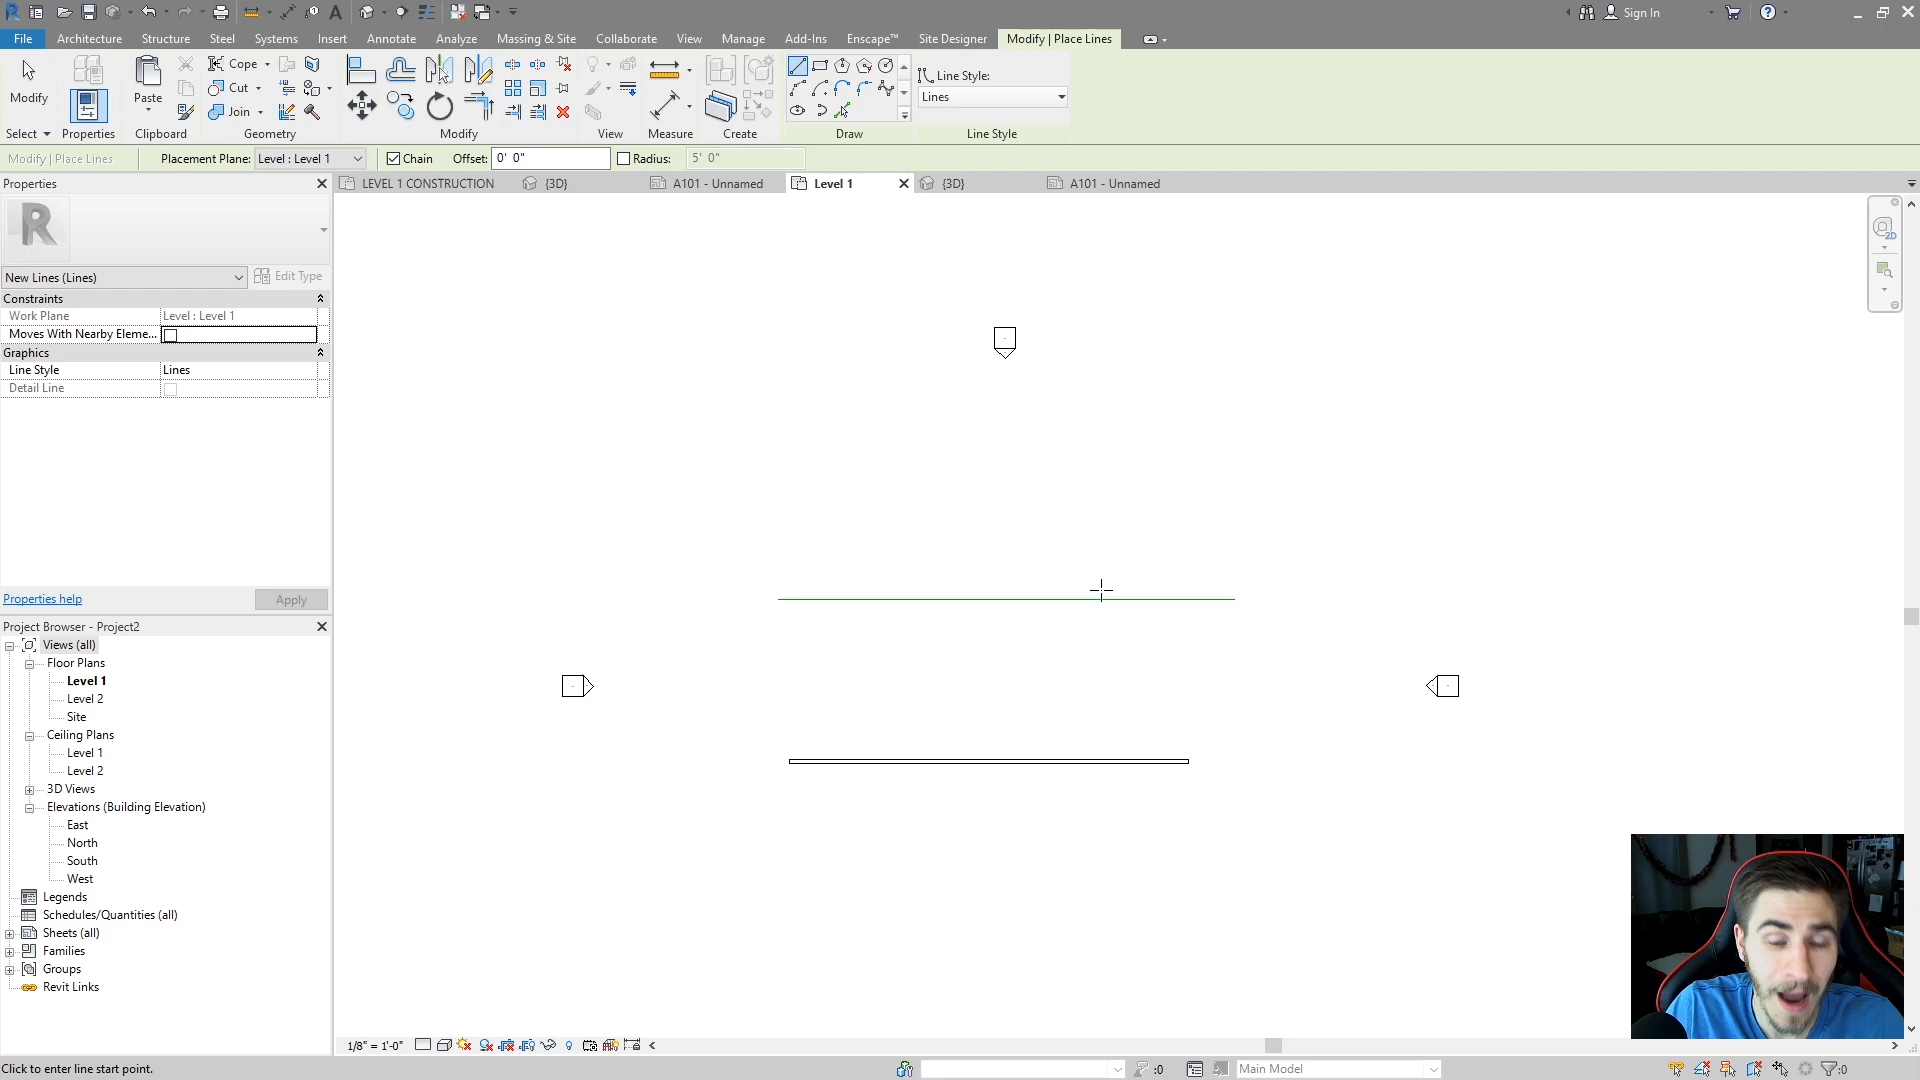 Sign In
File Architecture Structure Steel Systems Insert Annotate Analyze Massing & Site Collaborate View Manage Add-Ins Enscape™ Site Designer Modify | Place Lines
Modify
Paste
Cope
Cut
Join
Line Style:
Lines
Select Properties Clipboard Geometry Modify View Measure Create Draw Line Style
Modify | Place Lines Placement Plane: Level : Level 1 Chain Offset: 0' 0" Radius: 5' 0"
Properties
LEVEL 1 CONSTRUCTION {3D} A101 - Unnamed Level 1 {3D} A101 - Unnamed
R
2D
New Lines (Lines) Edit Type
Constraints
Work Plane Level : Level 1
Moves With Nearby Eleme...
Graphics
Line Style Lines
Detail Line
Properties help Apply
Project Browser - Project2
Views (all)
Floor Plans
Level 1
Level 2
Site
Ceiling Plans
Level 1
Level 2
3D Views
Elevations (Building Elevation)
East
North
South
West
Legends
Schedules/Quantities (all)
Sheets (all)
Families
Groups
Revit Links
1/8" = 1'-0"
Click to enter line start point.
:0
Main Model
:0